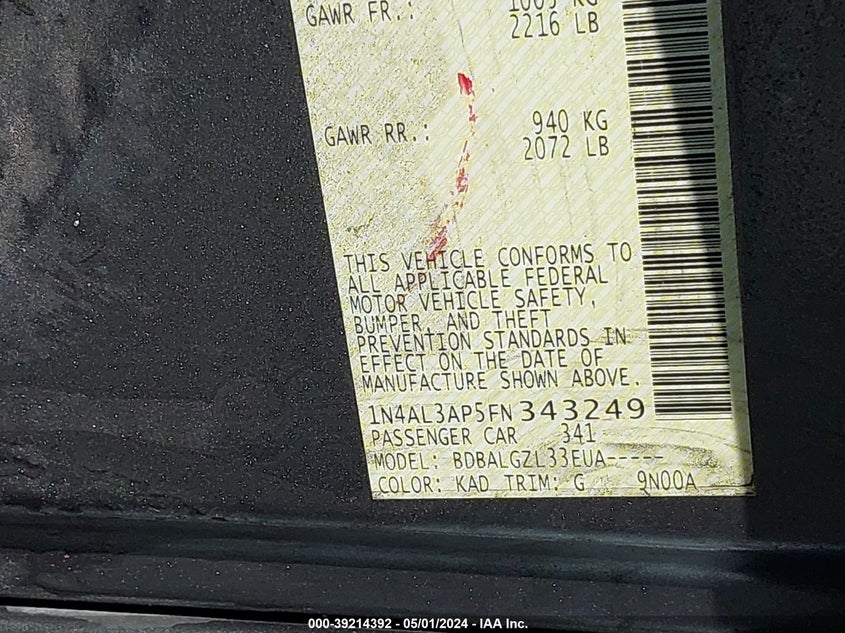 GAWR FR.: 1005 KG
2216 LB
GAWR RR.: 940 KG
2072 LB
THIS VEHICLE CONFORMS TO
ALL APPLICABLE FEDERAL
MOTOR VEHICLE SAFETY,
BUMPER, AND THEFT
PREVENTION STANDARDS IN
EFFECT ON THE DATE OF
MANUFACTURE SHOWN ABOVE.
1N4AL3AP5FN343249
PASSENGER CAR 341
MODEL: BDBALGZL33EUA-----
COLOR: KAD TRIM: G 9N00A
000-39214392 - 05/01/2024 - IAA Inc.